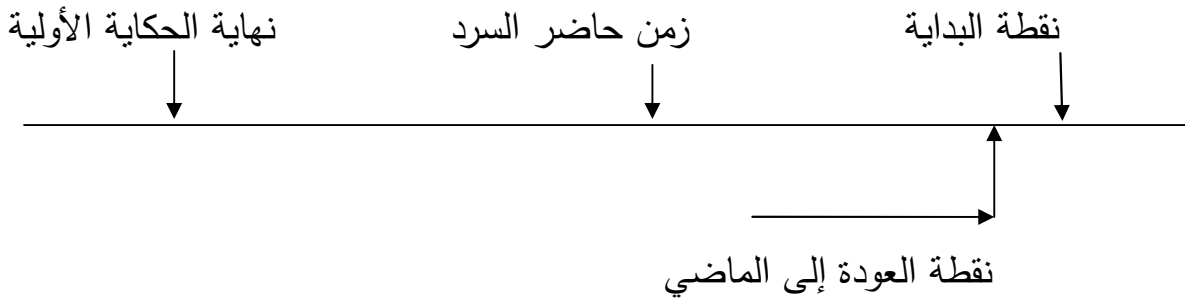 نقطة البداية
زمن حاضر السرد
نهاية الحكاية الأولية
نقطة العودة إلى الماضي